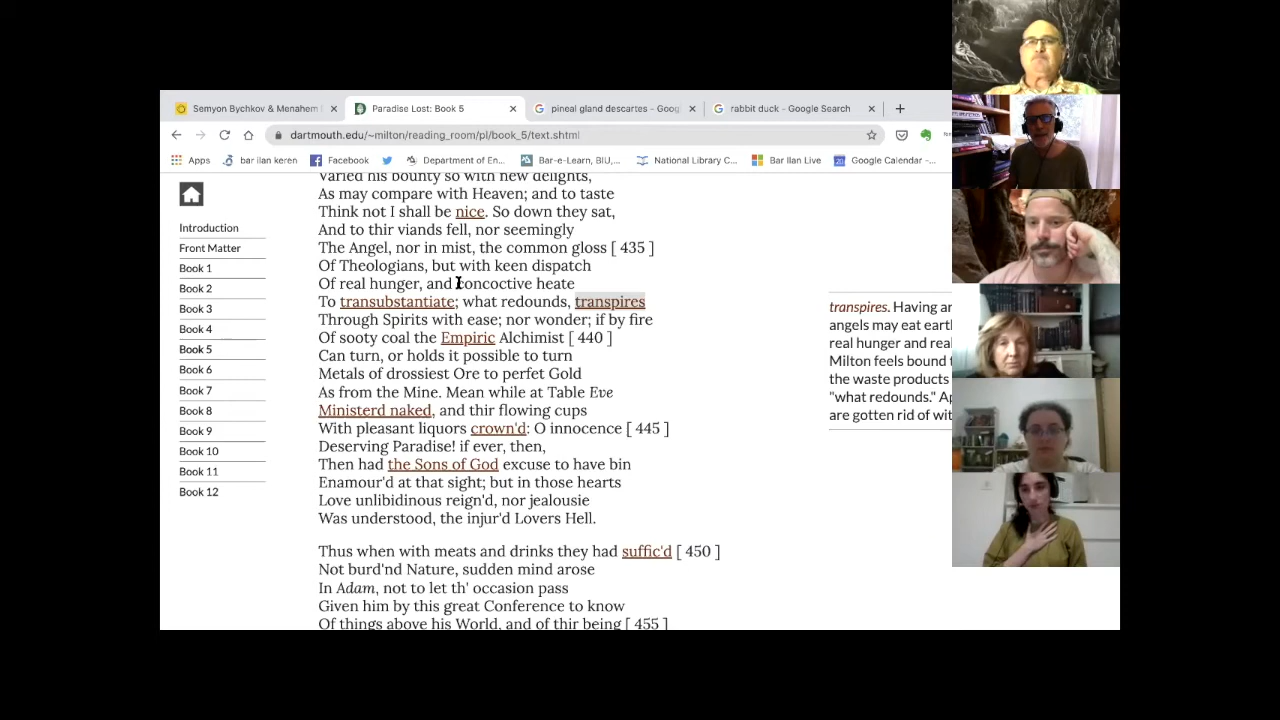 Semyon Bychkov & Menahem
Paradise Lost: Book 5
pineal gland descartes - Goog
rabbit duck - Google Search
dartmouth.edu/~milton/reading_room/pl/book_5/text.shtml
Apps
bar ilan keren
Facebook
Department of En...
Bar-e-Learn, BIU,...
National Library C...
Bar Ilan Live
Google Calendar -...
Introduction
Front Matter
Book 1
Book 2
Book 3
Book 4
Book 5
Book 6
Book 7
Book 8
Book 9
Book 10
Book 11
Book 12
Varied his bounty so with new delights,
As may compare with Heaven; and to taste
Think not I shall be nice. So down they sat,
And to thir viands fell, nor seemingly
The Angel, nor in mist, the common gloss [ 435 ]
Of Theologians, but with keen dispatch
Of real hunger, and concoctive heate
To transubstantiate; what redounds, transpires
Through Spirits with ease; nor wonder; if by fire
Of sooty coal the Empiric Alchimist [ 440 ]
Can turn, or holds it possible to turn
Metals of drossiest Ore to perfet Gold
As from the Mine. Mean while at Table Eve
Ministerd naked, and thir flowing cups
With pleasant liquors crown'd: O innocence [ 445 ]
Deserving Paradise! if ever, then,
Then had the Sons of God excuse to have bin
Enamour'd at that sight; but in those hearts
Love unlibidinous reign'd, nor jealousie
Was understood, the injur'd Lovers Hell.
Thus when with meats and drinks they had suffic'd [ 450 ]
Not burd'nd Nature, sudden mind arose
In Adam, not to let th' occasion pass
Given him by this great Conference to know
Of things above his World, and of thir being [ 455 ]
transpires. Having ar
angels may eat earth
real hunger and real
Milton feels bound t
the waste products
"what redounds." Ap
are gotten rid of wit